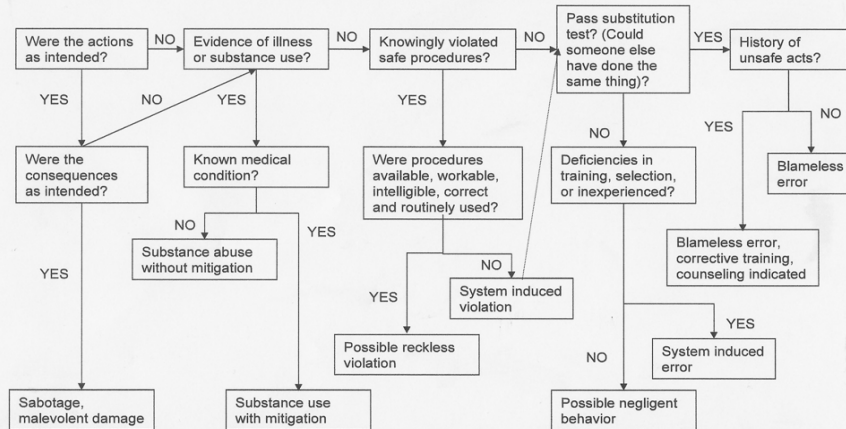 Were the actions
as intended?
NO
Evidence of illness
or substance use?
NO
Knowingly violated
safe procedures?
NO
Pass substitution
test? (Could
someone else
have done the
same thing)?
YES
History of
unsafe acts?
YES
NO
YES
YES
NO
YES
NO
Were the
consequences
as intended?
Known medical
condition?
Were procedures
available, workable,
intelligible, correct
and routinely used?
Deficiencies in
training, selection,
or inexperienced?
Blameless
error
NO
Substance abuse
without mitigation
YES
YES
YES
NO
System induced
violation
Blameless error,
corrective training,
counseling indicated
Possible reckless
violation
NO
YES
System induced
error
Sabotage,
malevolent damage
Substance use
with mitigation
Possible negligent
behavior